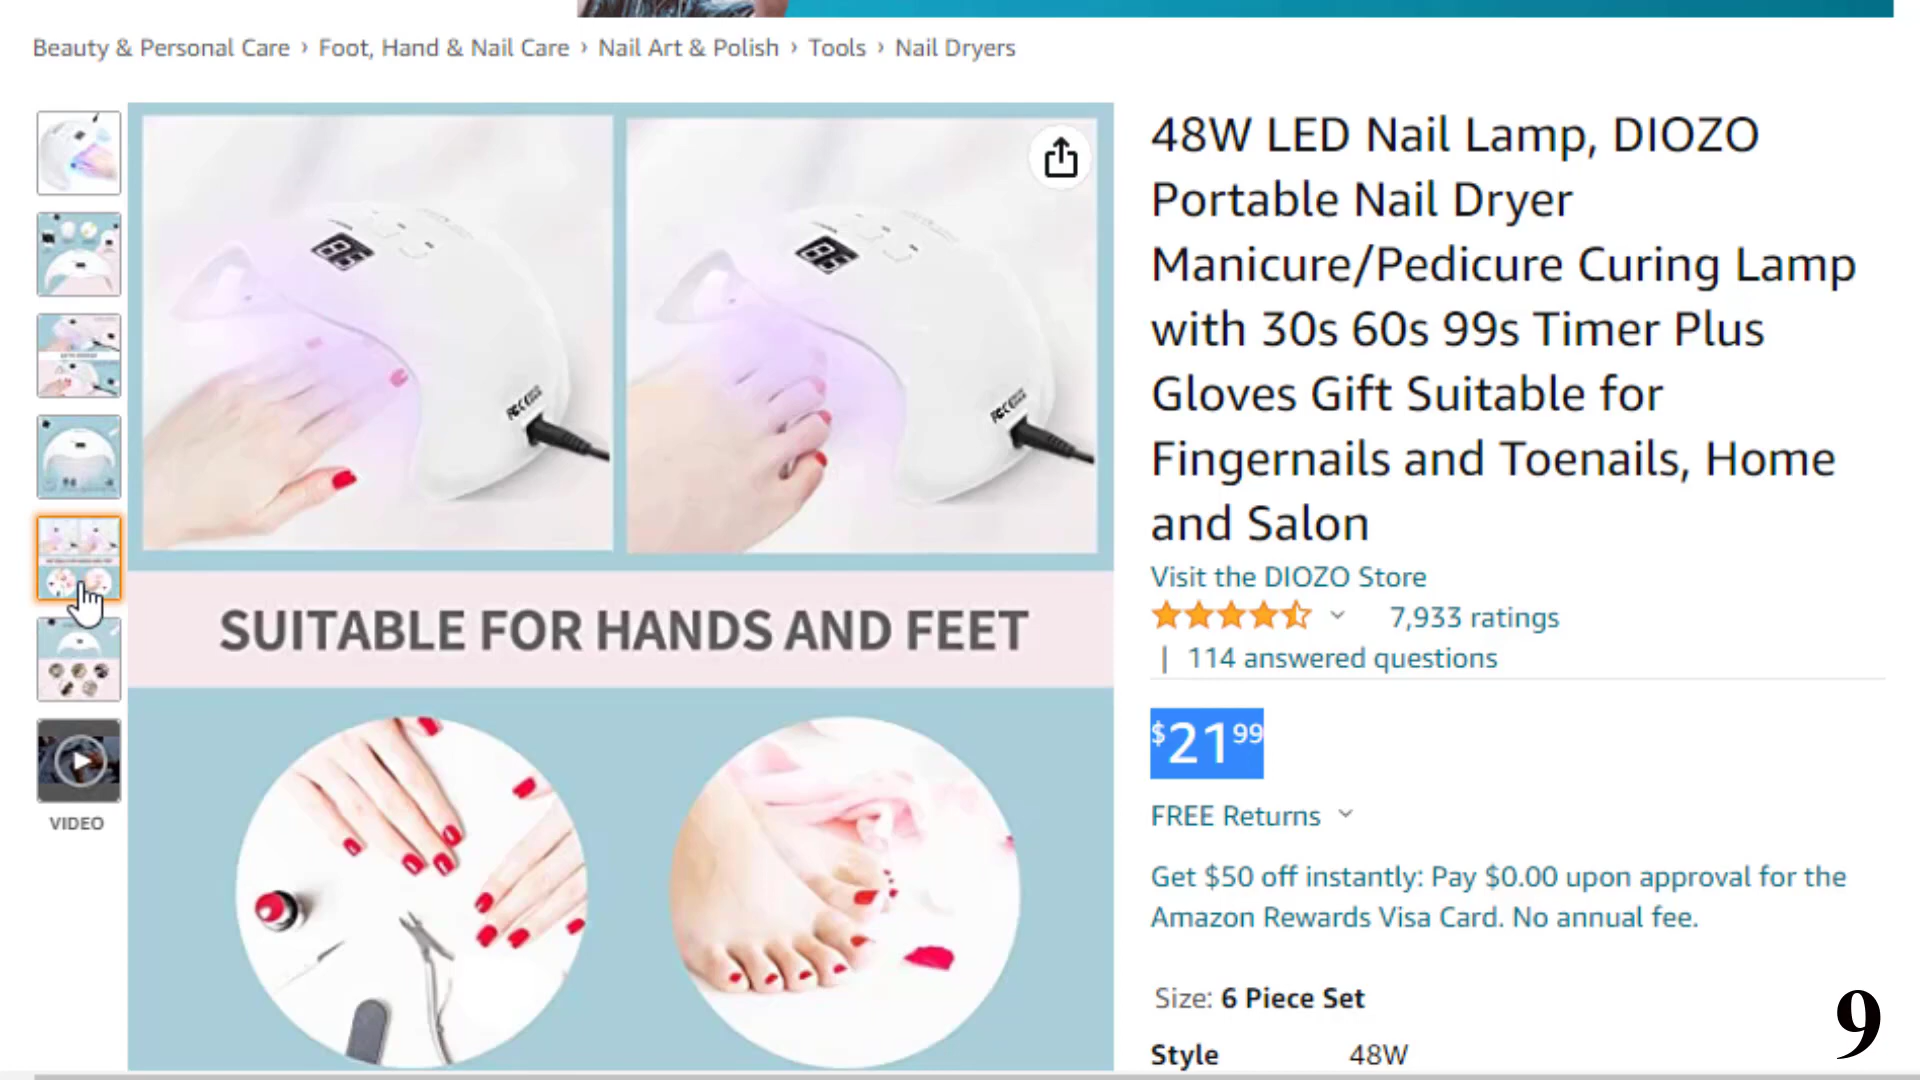 Beauty & Personal Care › Foot, Hand & Nail Care › Nail Art & Polish › Tools › Nail Dryers
48W LED Nail Lamp, DIOZO
Portable Nail Dryer
Manicure/Pedicure Curing Lamp
with 30s 60s 99s Timer Plus
Gloves Gift Suitable for
Fingernails and Toenails, Home
and Salon
Visit the DIOZO Store
7,933 ratings
| 114 answered questions
$21 99
FREE Returns
Get $50 off instantly: Pay $0.00 upon approval for the
Amazon Rewards Visa Card. No annual fee.
Size: 6 Piece Set
Style 48W
SUITABLE FOR HANDS AND FEET
VIDEO
9